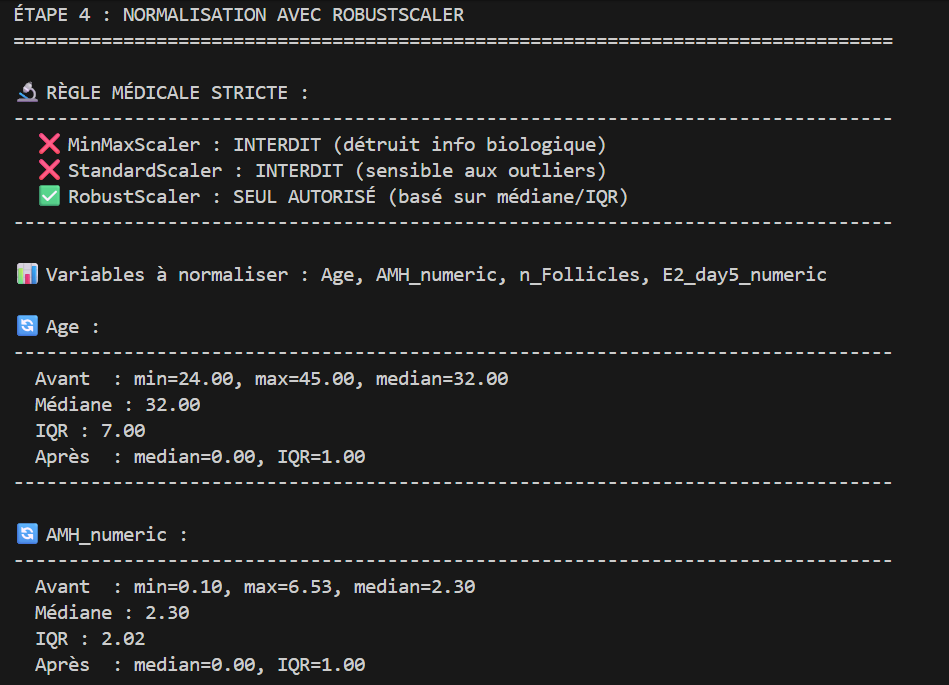 ÉTAPE 4 : NORMALISATION AVEC ROBUSTSCALER
================================================================================
🔬 RÈGLE MÉDICALE STRICTE :
--------------------------------------------------------------------------------
❌ MinMaxScaler : INTERDIT (détruit info biologique)
❌ StandardScaler : INTERDIT (sensible aux outliers)
✅ RobustScaler : SEUL AUTORISÉ (basé sur médiane/IQR)
--------------------------------------------------------------------------------
📊 Variables à normaliser : Age, AMH_numeric, n_Follicles, E2_day5_numeric
🔄 Age :
--------------------------------------------------------------------------------
Avant  : min=24.00, max=45.00, median=32.00
Médiane : 32.00
IQR : 7.00
Après  : median=0.00, IQR=1.00
--------------------------------------------------------------------------------
🔄 AMH_numeric :
--------------------------------------------------------------------------------
Avant  : min=0.10, max=6.53, median=2.30
Médiane : 2.30
IQR : 2.02
Après  : median=0.00, IQR=1.00